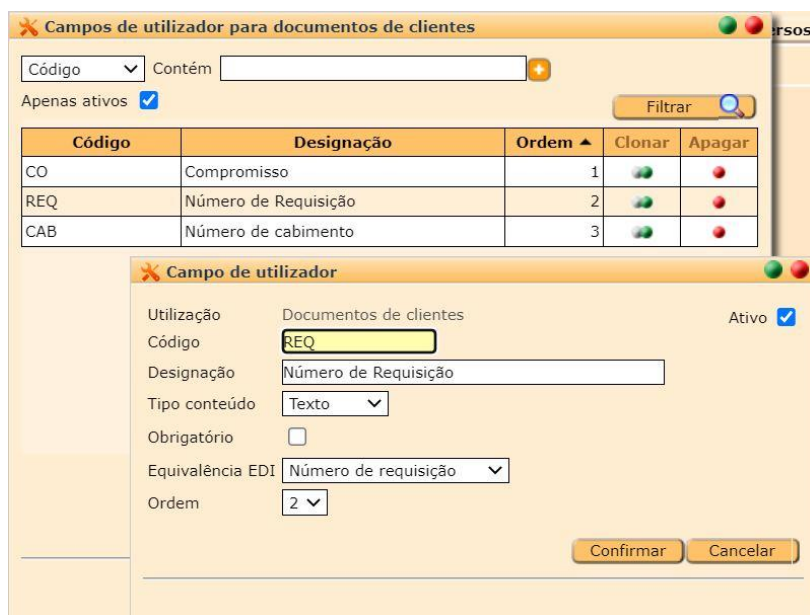 Campos de utilizador para documentos de clientes
rsos
Código Contém
Apenas ativos
Filtrar
Código Designação Ordem Clonar Apagar
CO Compromisso 1
REQ Número de Requisição 2
CAB Número de cabimento 3
Campo de utilizador
Utilização Documentos de clientes Ativo
Código REQ
Designação Número de Requisição
Tipo conteúdo Texto
Obrigatório
Equivalência EDI Número de requisição
Ordem 2
Confirmar Cancelar